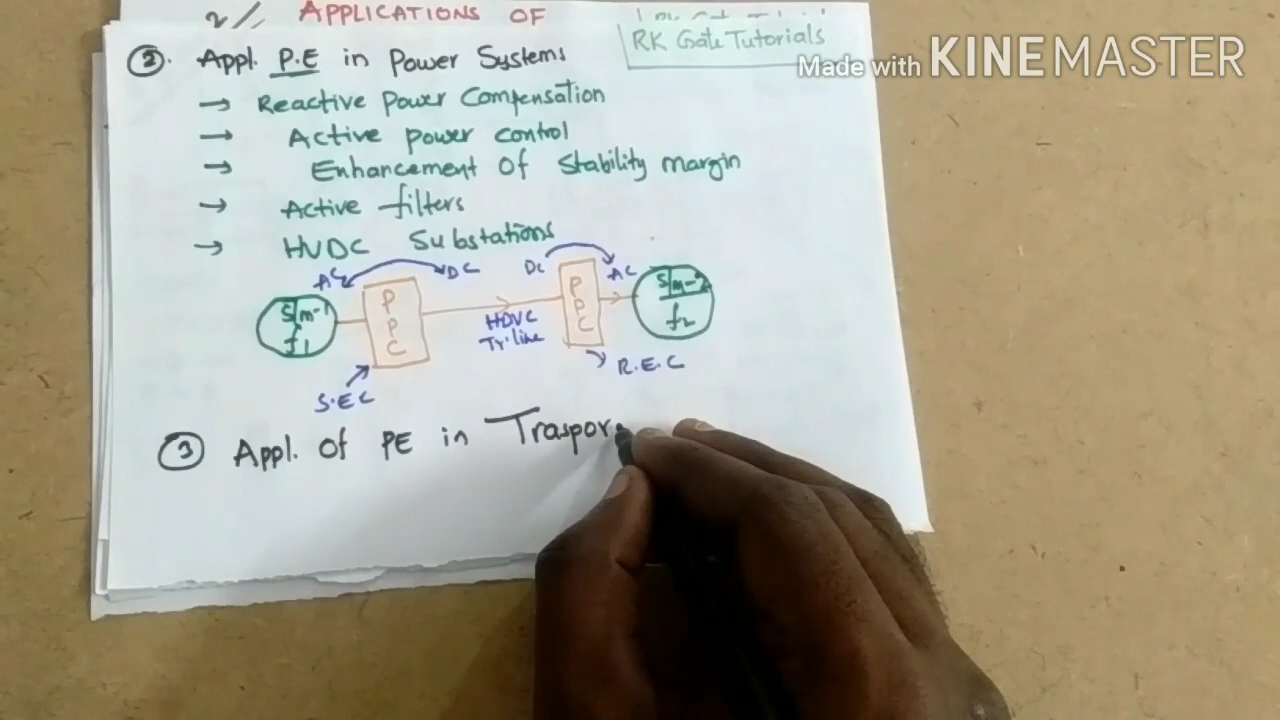 2// APPLICATIONS OF
RK Gate Tutorials
Made with KINEMASTER
②. Appl. P.E in Power Systems
→ Reactive Power Compensation
→ Active power control
→ Enhancement of Stability margin
→ Active filters
→ HVDC Substations
AC DC DC AC
S/m-1 f1
P P C
HDVC Tr.line
P P C
S/m-2 f2
S.E.C
R.E.C
③ Appl. of PE in Traspor